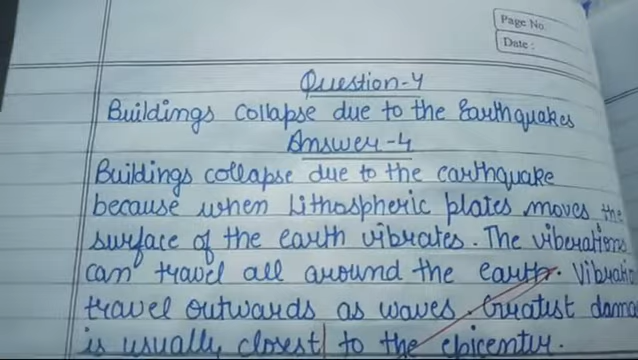 Page No.
Date :
Question-4
Buildings collapse due to the Earthquakes
Answer-4
Buildings collapse due to the earthquake
because when Lithospheric plates moves the
surface of the earth vibrates. The viberations
can travel all around the earth. Vibratio
travel outwards as waves. Greatest dama
is usually closest to the epicenter.